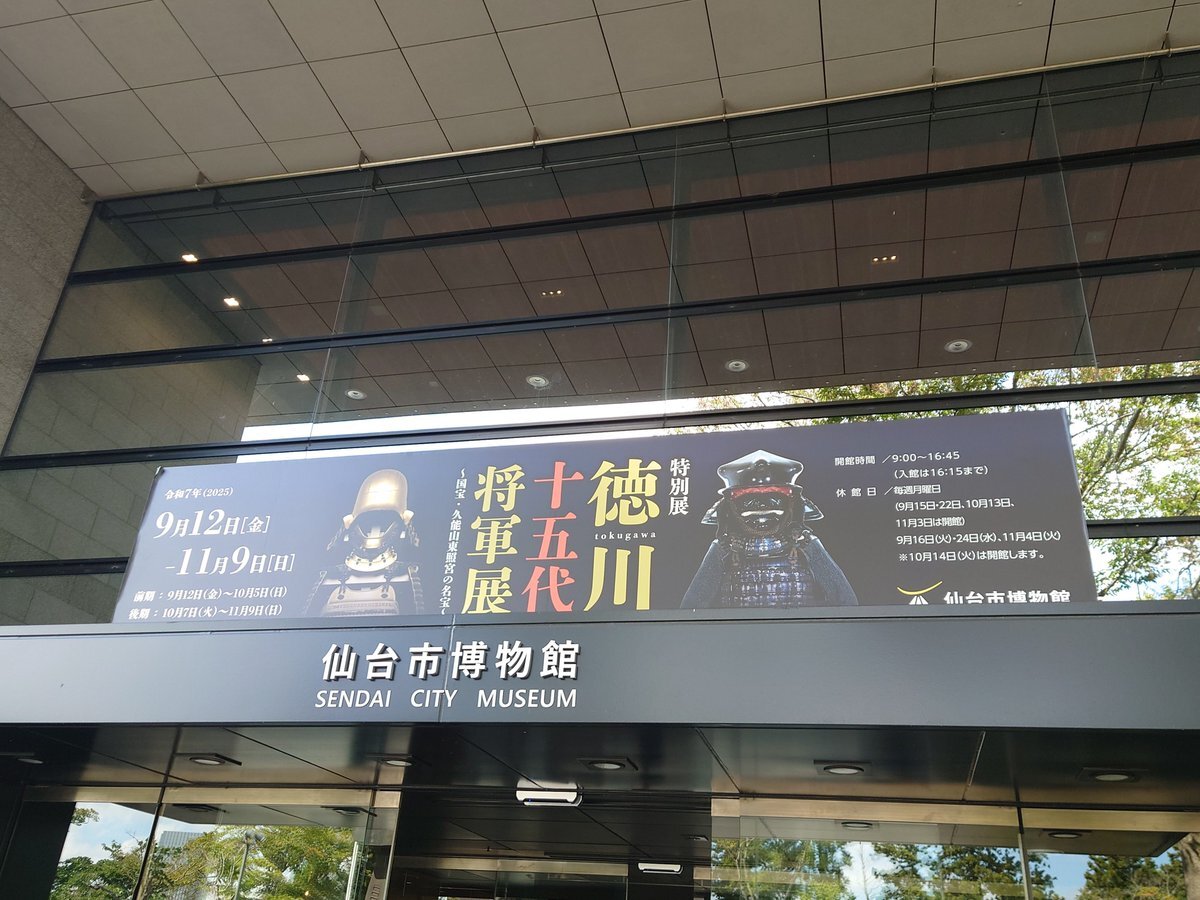 令和7年(2025)
9月12日[金]
–11月9日[日]
前期：9月12日(金)～10月5日(日)
後期：10月7日(火)～11月9日(日)
特別展
徳川
tokugawa
十五代
将軍展
～国宝・久能山東照宮の名宝～
開館時間／9:00～16:45
(入館は16:15まで)
休館日／毎週月曜日
(9月15日・22日、10月13日、
11月3日は開館)
9月16日(火)・24日(水)、11月4日(火)
※10月14日(火)は開館します。
仙台市博物館
仙台市博物館
SENDAI CITY MUSEUM